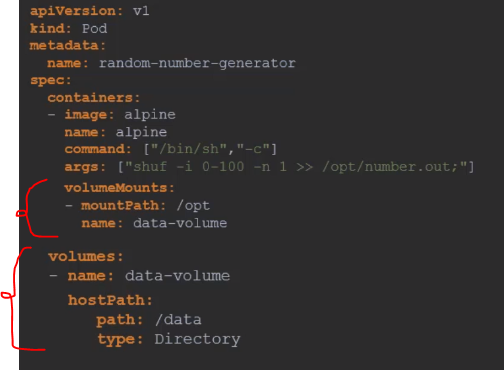 apiVersion: v1
kind: Pod
metadata:
  name: random-number-generator
spec:
  containers:
  - image: alpine
    name: alpine
    command: ["/bin/sh","-c"]
    args: ["shuf -i 0-100 -n 1 >> /opt/number.out;"]
    volumeMounts:
    - mountPath: /opt
      name: data-volume
  volumes:
  - name: data-volume
    hostPath:
       path: /data
       type: Directory